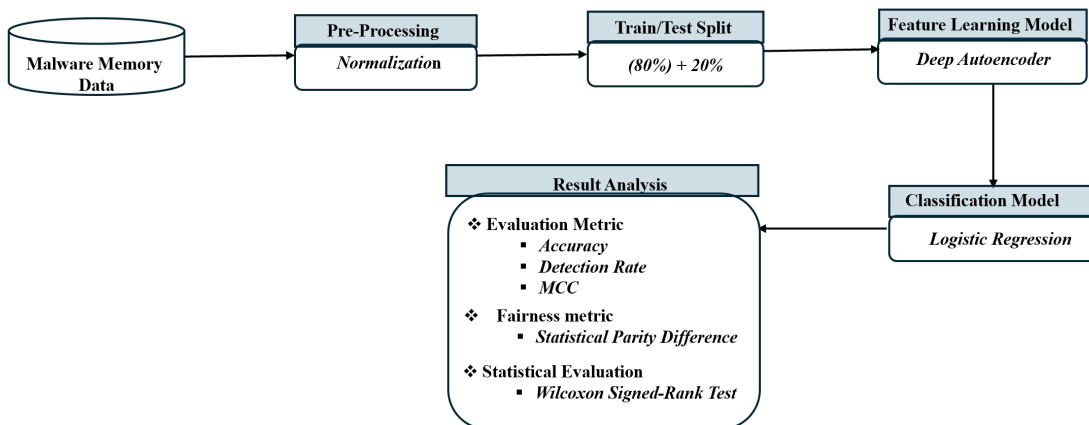 Malware Memory
Data
Pre-Processing
Normalization
Train/Test Split
(80%) + 20%
Feature Learning Model
Deep Autoencoder
Classification Model
Logistic Regression
Result Analysis
❖ Evaluation Metric
▪ Accuracy
▪ Detection Rate
▪ MCC
❖ Fairness metric
▪ Statistical Parity Difference
❖ Statistical Evaluation
▪ Wilcoxon Signed-Rank Test